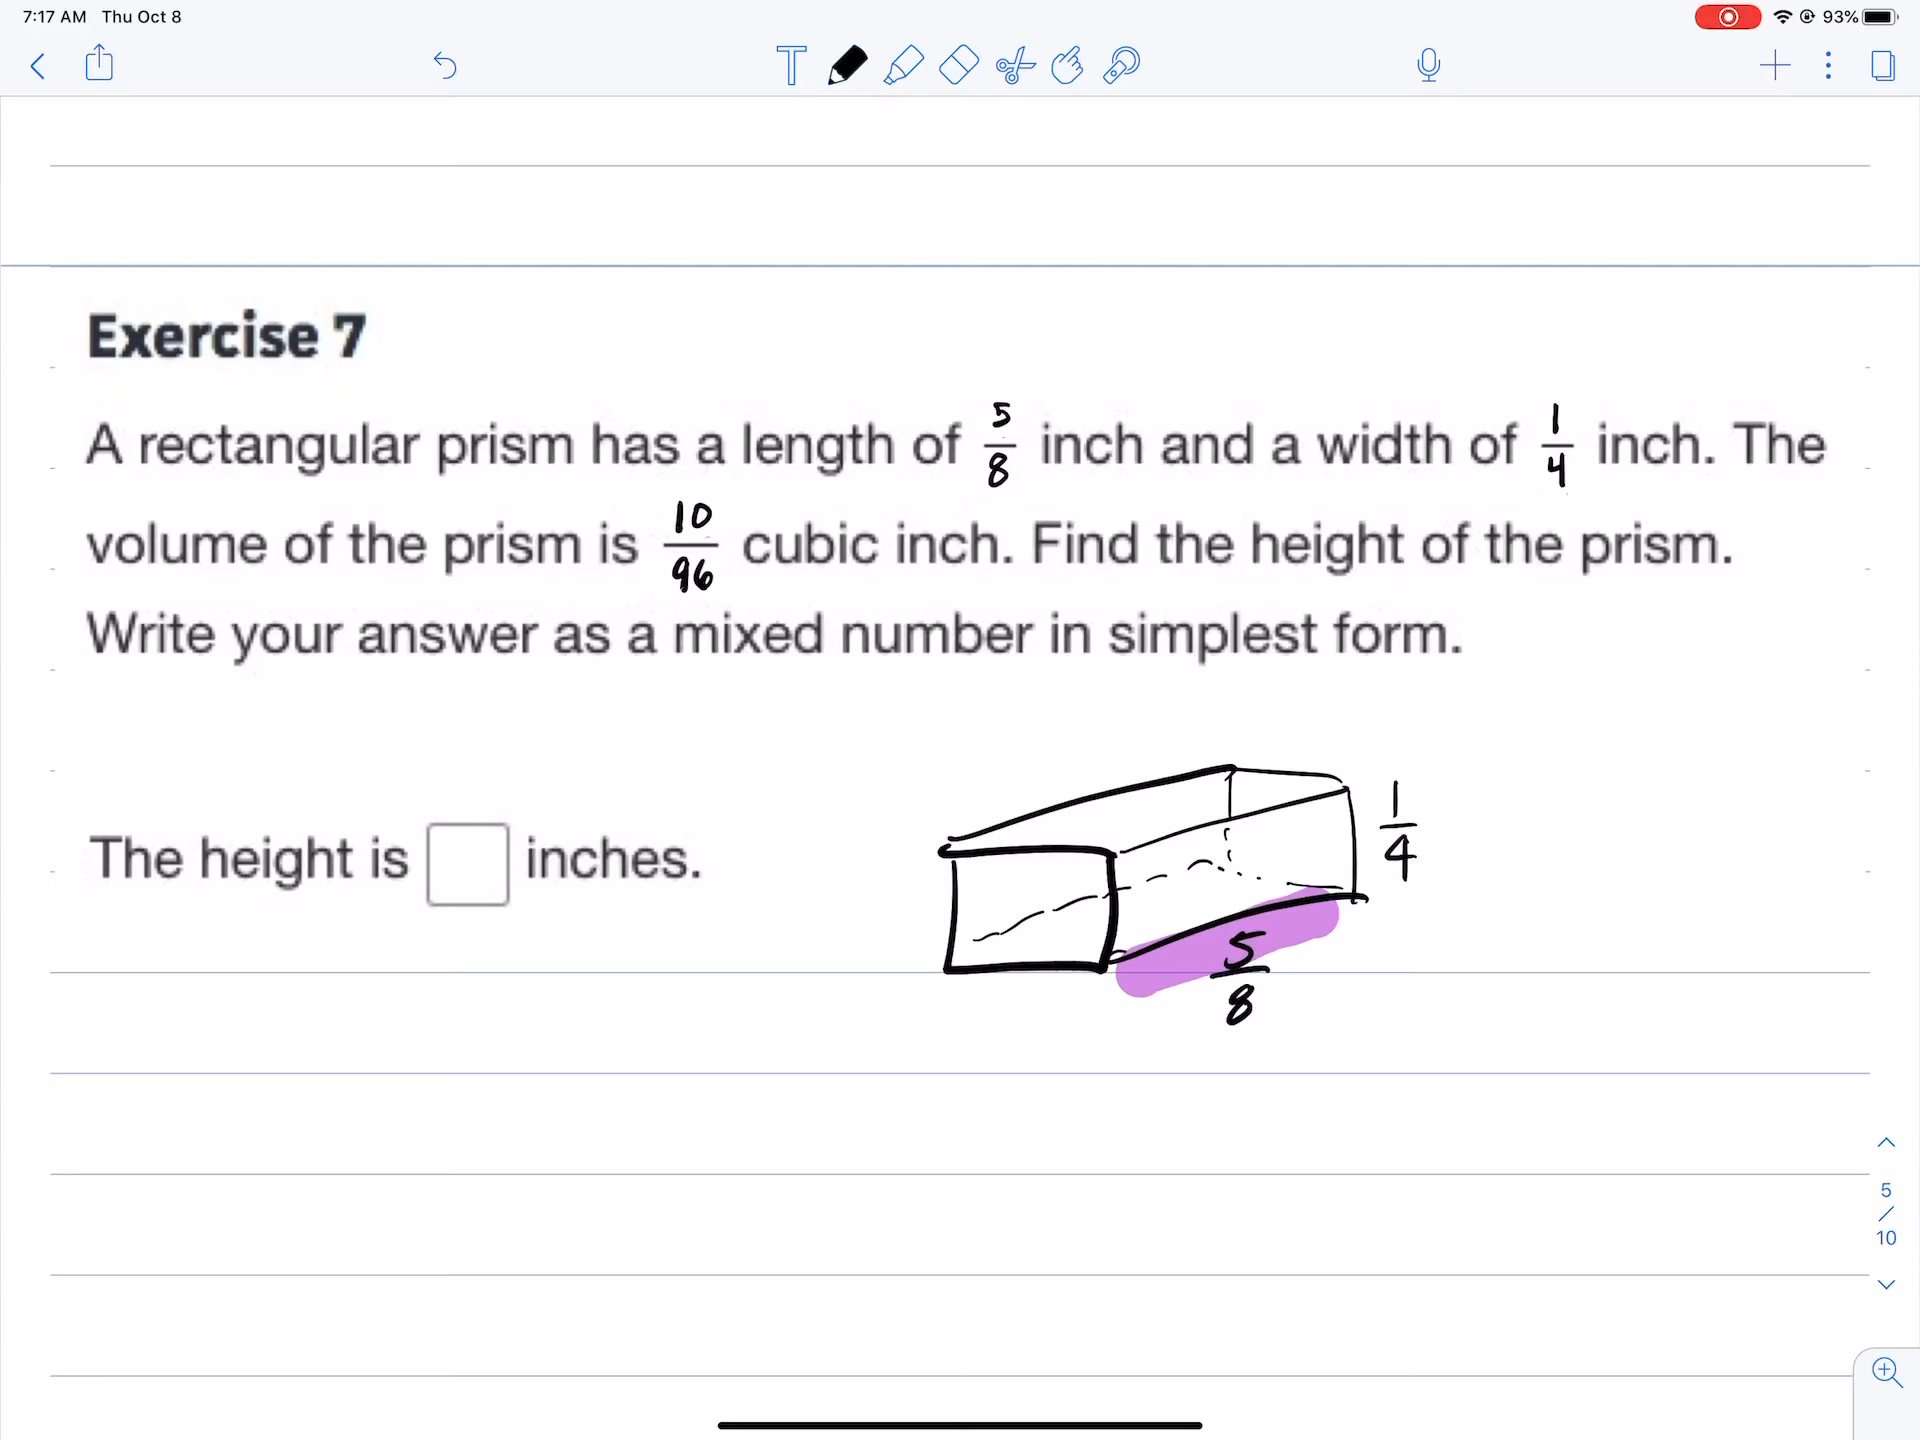 7:17 AM Thu Oct 8
93%
Exercise 7
A rectangular prism has a length of 5/8 inch and a width of 1/4 inch. The
volume of the prism is 10/96 cubic inch. Find the height of the prism.
Write your answer as a mixed number in simplest form.
The height is inches.
1/4
5/8
5
/
10